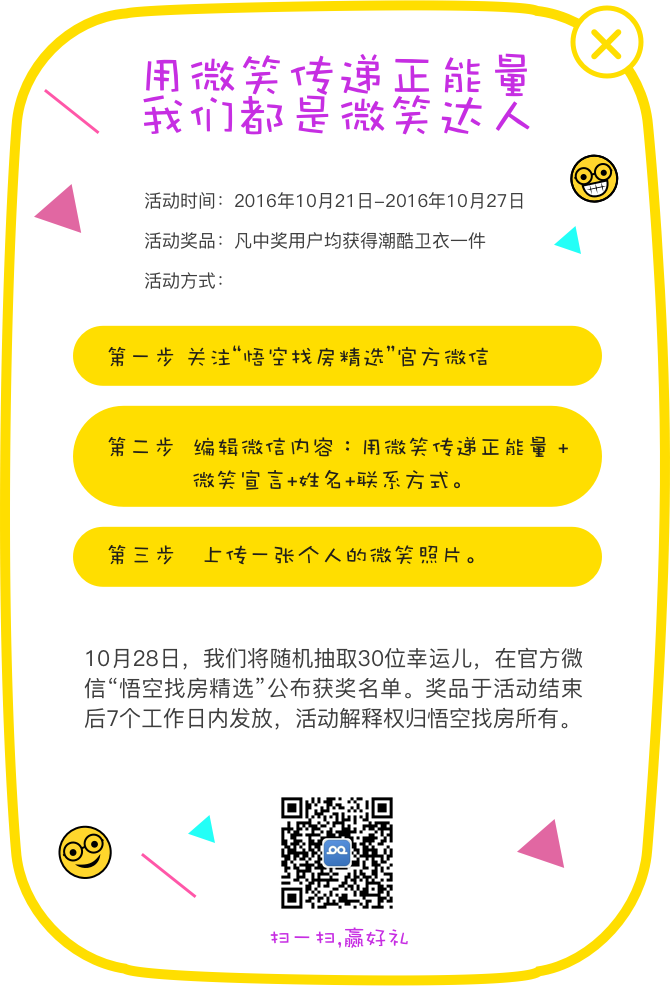 用微笑传递正能量
我们都是微笑达人
活动时间：2016年10月21日-2016年10月27日
活动奖品：凡中奖用户均获得潮酷卫衣一件
活动方式：
第一步 关注“悟空找房精选”官方微信
第二步 编辑微信内容：用微笑传递正能量+
微笑宣言+姓名+联系方式。
第三步 上传一张个人的微笑照片。
10月28日，我们将随机抽取30位幸运儿，在官方微
信“悟空找房精选”公布获奖名单。奖品于活动结束
后7个工作日内发放，活动解释权归悟空找房所有。
扫一扫,赢好礼